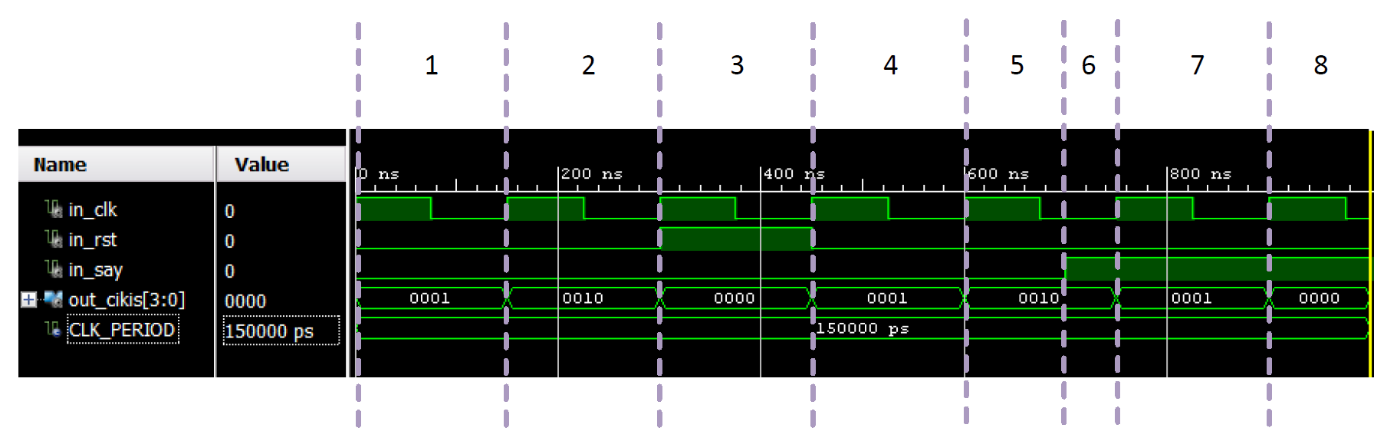 1 2 3 4 5 6 7 8
Name Value
0 ns 200 ns 400 ns 600 ns 800 ns
in_clk 0
in_rst 0
in_say 0
out_cikis[3:0] 0000 0001 0010 0000 0001 0010 0001 0000
CLK_PERIOD 150000 ps 150000 ps